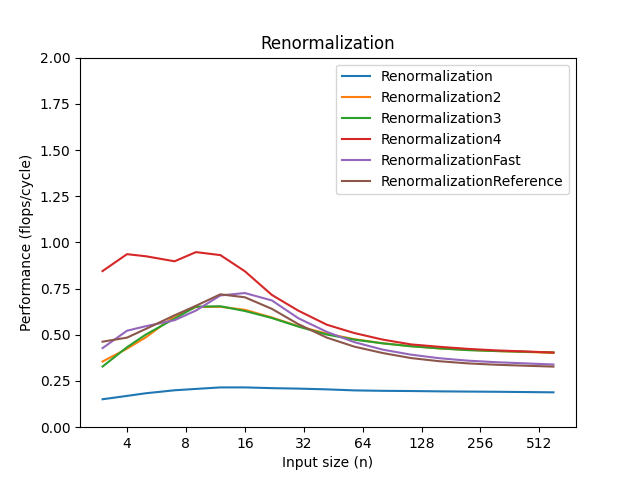 Renormalization
2.00
1.75
1.50
1.25
1.00
0.75
0.50
0.25
0.00
Performance (flops/cycle)
Renormalization
Renormalization2
Renormalization3
Renormalization4
RenormalizationFast
RenormalizationReference
4 8 16 32 64 128 256 512
Input size (n)